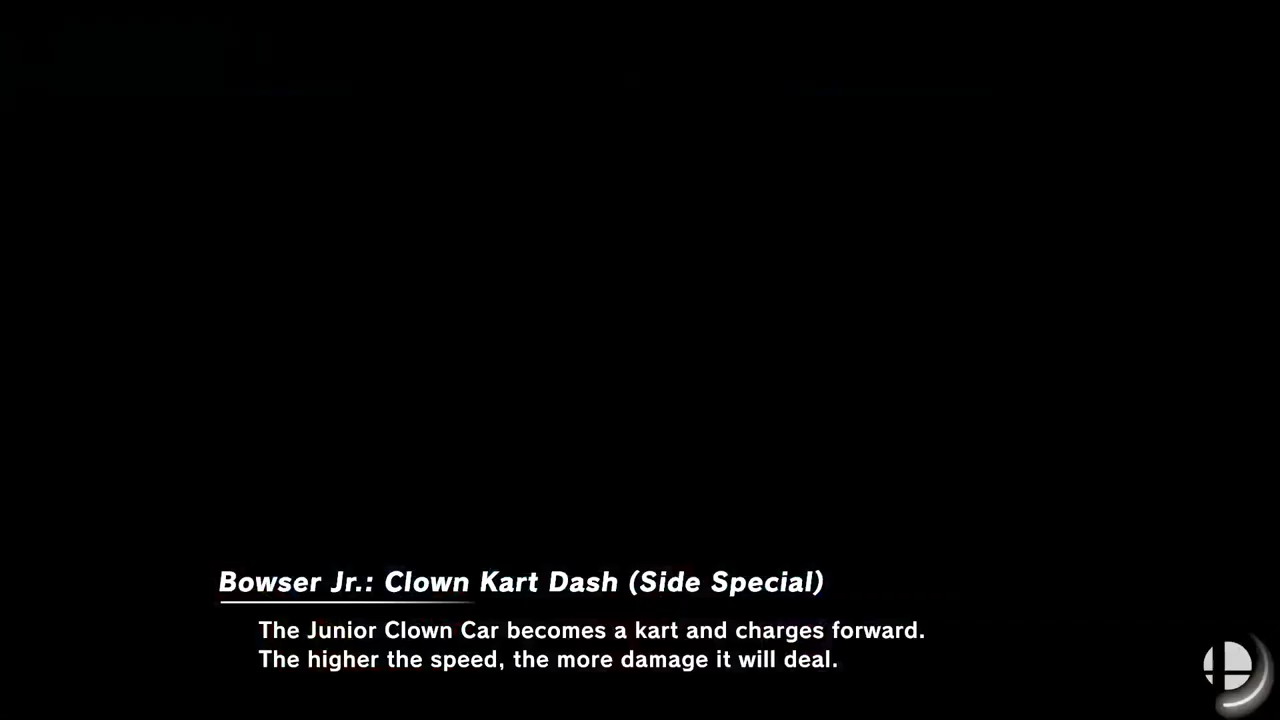 Bowser Jr.: Clown Kart Dash (Side Special)
The Junior Clown Car becomes a kart and charges forward.
The higher the speed, the more damage it will deal.